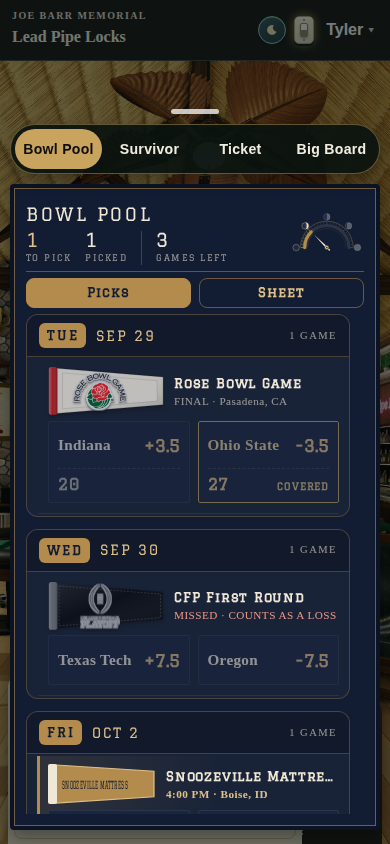 JOE BARR MEMORIAL
Lead Pipe Locks
Tyler
Bowl Pool
Survivor
Ticket
Big Board
BOWL POOL
1 TO PICK
1 PICKED
3 GAMES LEFT
PICKS
SHEET
TUE SEP 29 1 GAME
ROSE BOWL GAME
ROSE BOWL GAME
FINAL · Pasadena, CA
Indiana +3.5
20
Ohio State -3.5
27 COVERED
WED SEP 30 1 GAME
PLAYOFF
CFP FIRST ROUND
MISSED · COUNTS AS A LOSS
Texas Tech +7.5
Oregon -7.5
FRI OCT 2 1 GAME
SNOOZEVILLE MATTRESS
SNOOZEVILLE MATTRE...
4:00 PM · Boise, ID